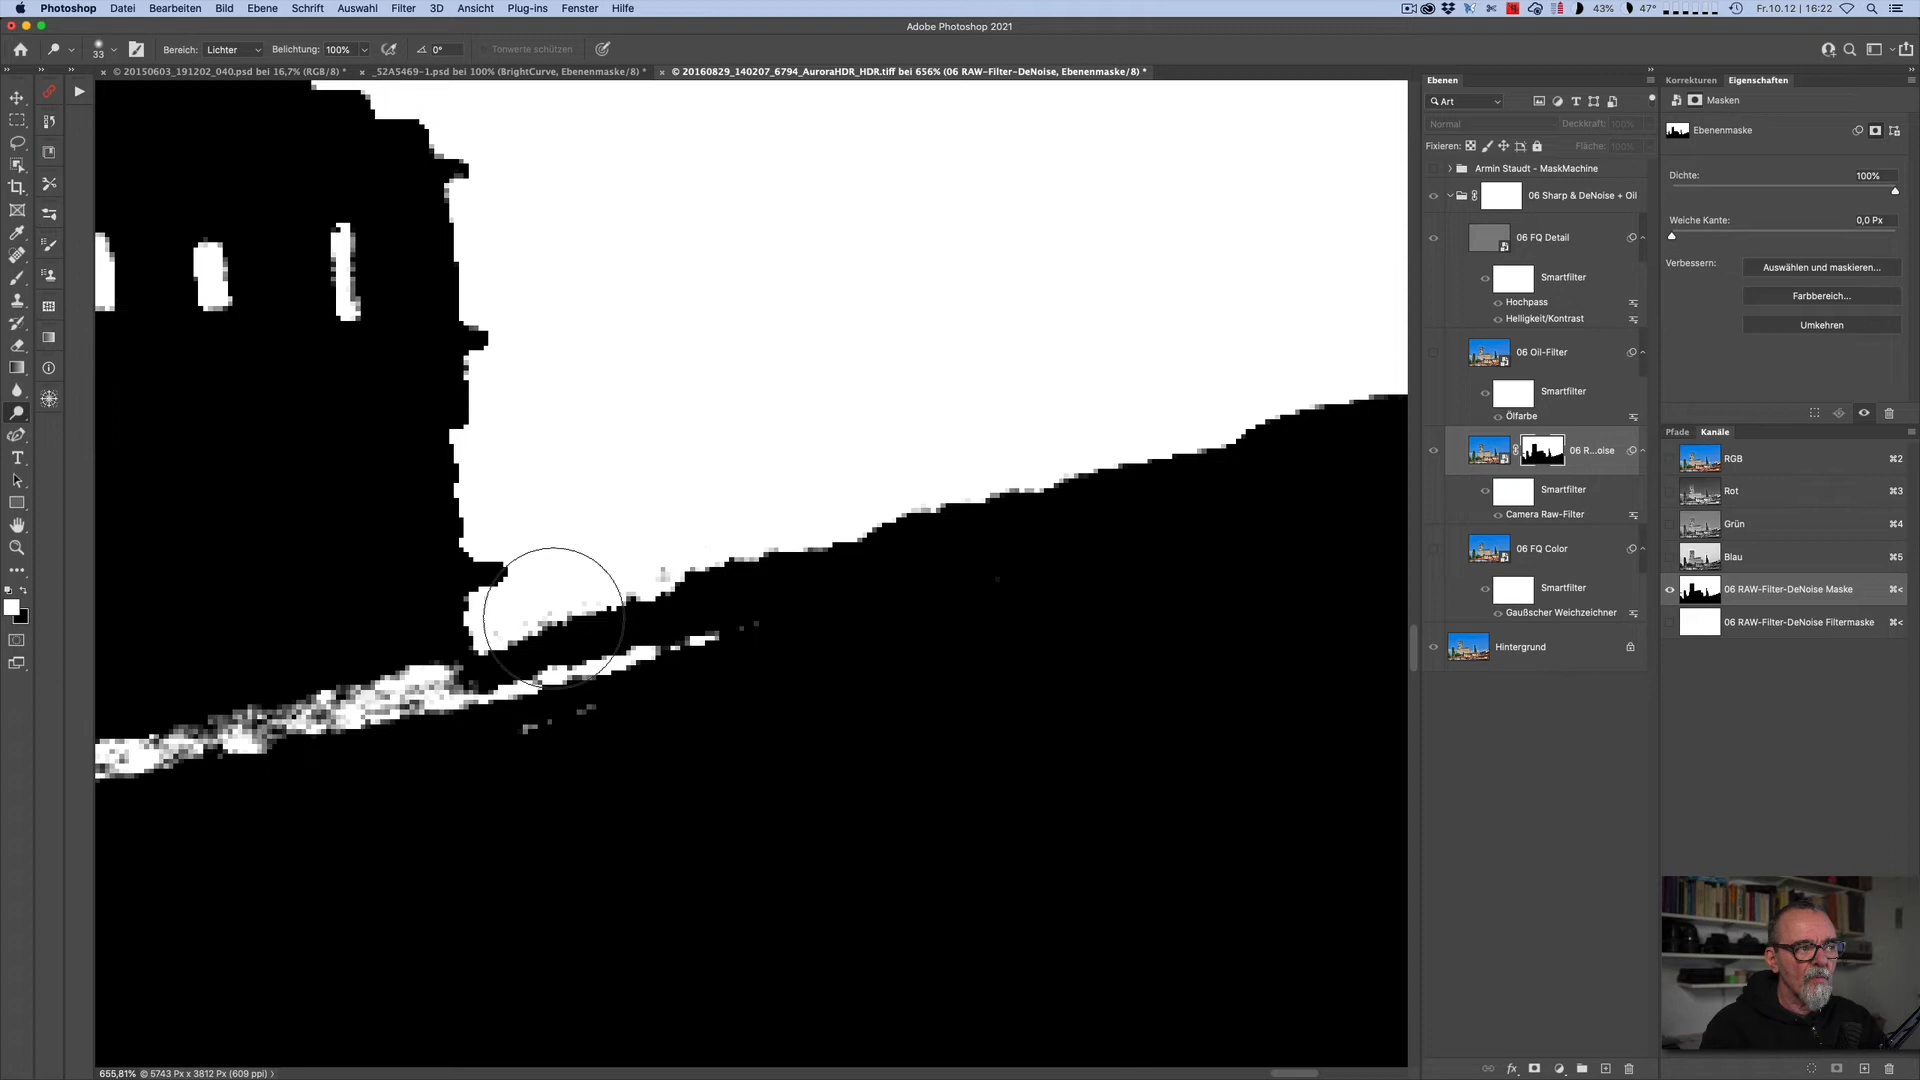 Photoshop Datei Bearbeiten Bild Ebene Schrift Auswahl Filter 3D Ansicht Plug-ins Fenster Hilfe 43% 47° Fr.10.12 16:22
Adobe Photoshop 2021
33 Bereich: Lichter Belichtung: 100% 0° Tonwerte schützen
© 20150603_191202_040.psd bei 16,7% (RGB/8) * _52A5469-1.psd bei 100% (BrightCurve, Ebenenmaske/8) * © 20160829_140207_6794_AuroraHDR_HDR.tiff bei 656% (06 RAW-Filter-DeNoise, Ebenenmaske/8) *
Ebenen
Art
Normal Deckkraft: 100%
Fixieren: Fläche: 100%
Armin Staudt - MaskMachine
06 Sharp & DeNoise + Oil
06 FQ Detail
Smartfilter
Hochpass
Helligkeit/Kontrast
06 Oil-Filter
Smartfilter
Ölfarbe
06 R...oise
Smartfilter
Camera Raw-Filter
06 FQ Color
Smartfilter
Gaußscher Weichzeichner
Hintergrund
Korrekturen Eigenschaften
Masken
Ebenenmaske
Dichte: 100%
Weiche Kante: 0,0 Px
Verbessern: Auswählen und maskieren...
Farbbereich...
Umkehren
Pfade Kanäle
RGB ⌘2
Rot ⌘3
Grün ⌘4
Blau ⌘5
06 RAW-Filter-DeNoise Maske ⌘<
06 RAW-Filter-DeNoise Filtermaske ⌘<
655,81% © 5743 Px x 3812 Px (609 ppi)